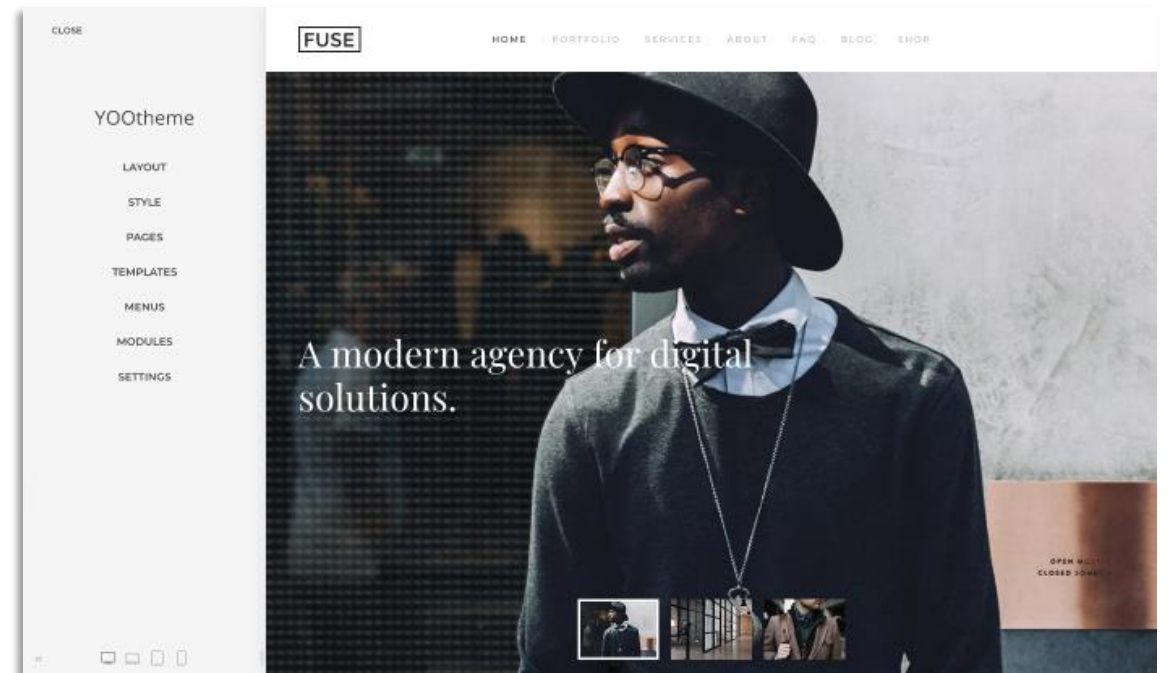 CLOSE
YOOtheme
LAYOUT
STYLE
PAGES
TEMPLATES
MENUS
MODULES
SETTINGS
FUSE
HOME PORTFOLIO SERVICES ABOUT FAQ BLOG SHOP
A modern agency for digital
solutions.
OPEN
CLOSED